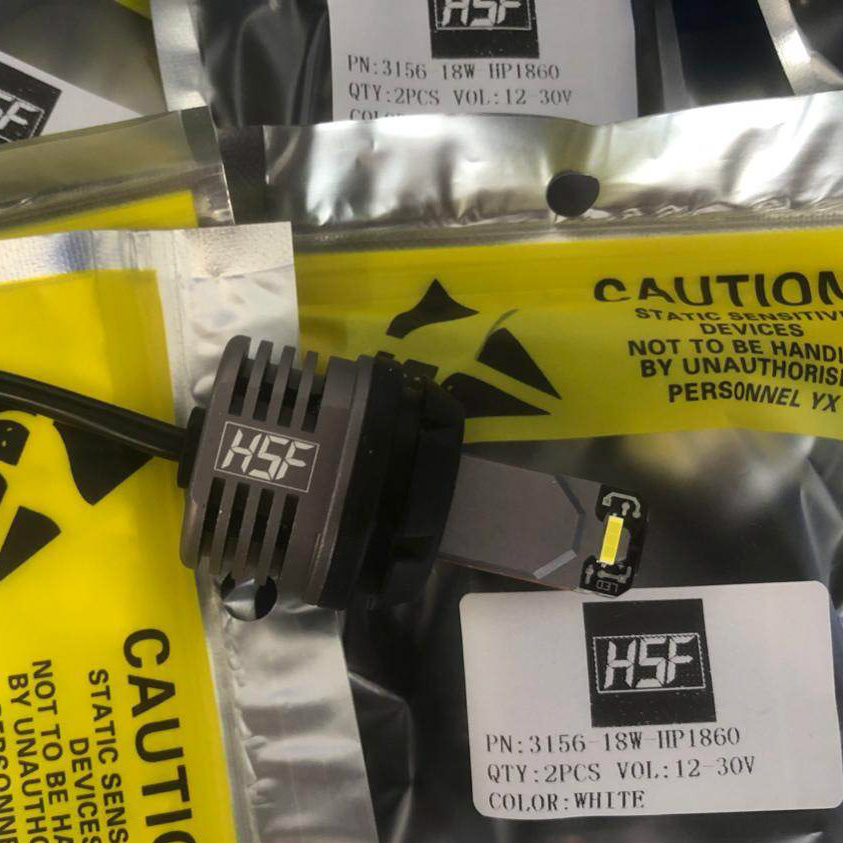 HSF
PN:3156-18W-HP1860
QTY:2PCS VOL:12-30V
CAUTION
STATIC SENSITIVE
DEVICES
NOT TO BE HANDL
BY UNAUTHORIS
PERSONNEL YX
HSF
LED
HSF
PN:3156-18W-HP1860
QTY:2PCS VOL:12-30V
COLOR:WHITE
CAUTIO
STATIC SENS
DEVICES
NOT TO BE HA
BY UNAUTHO